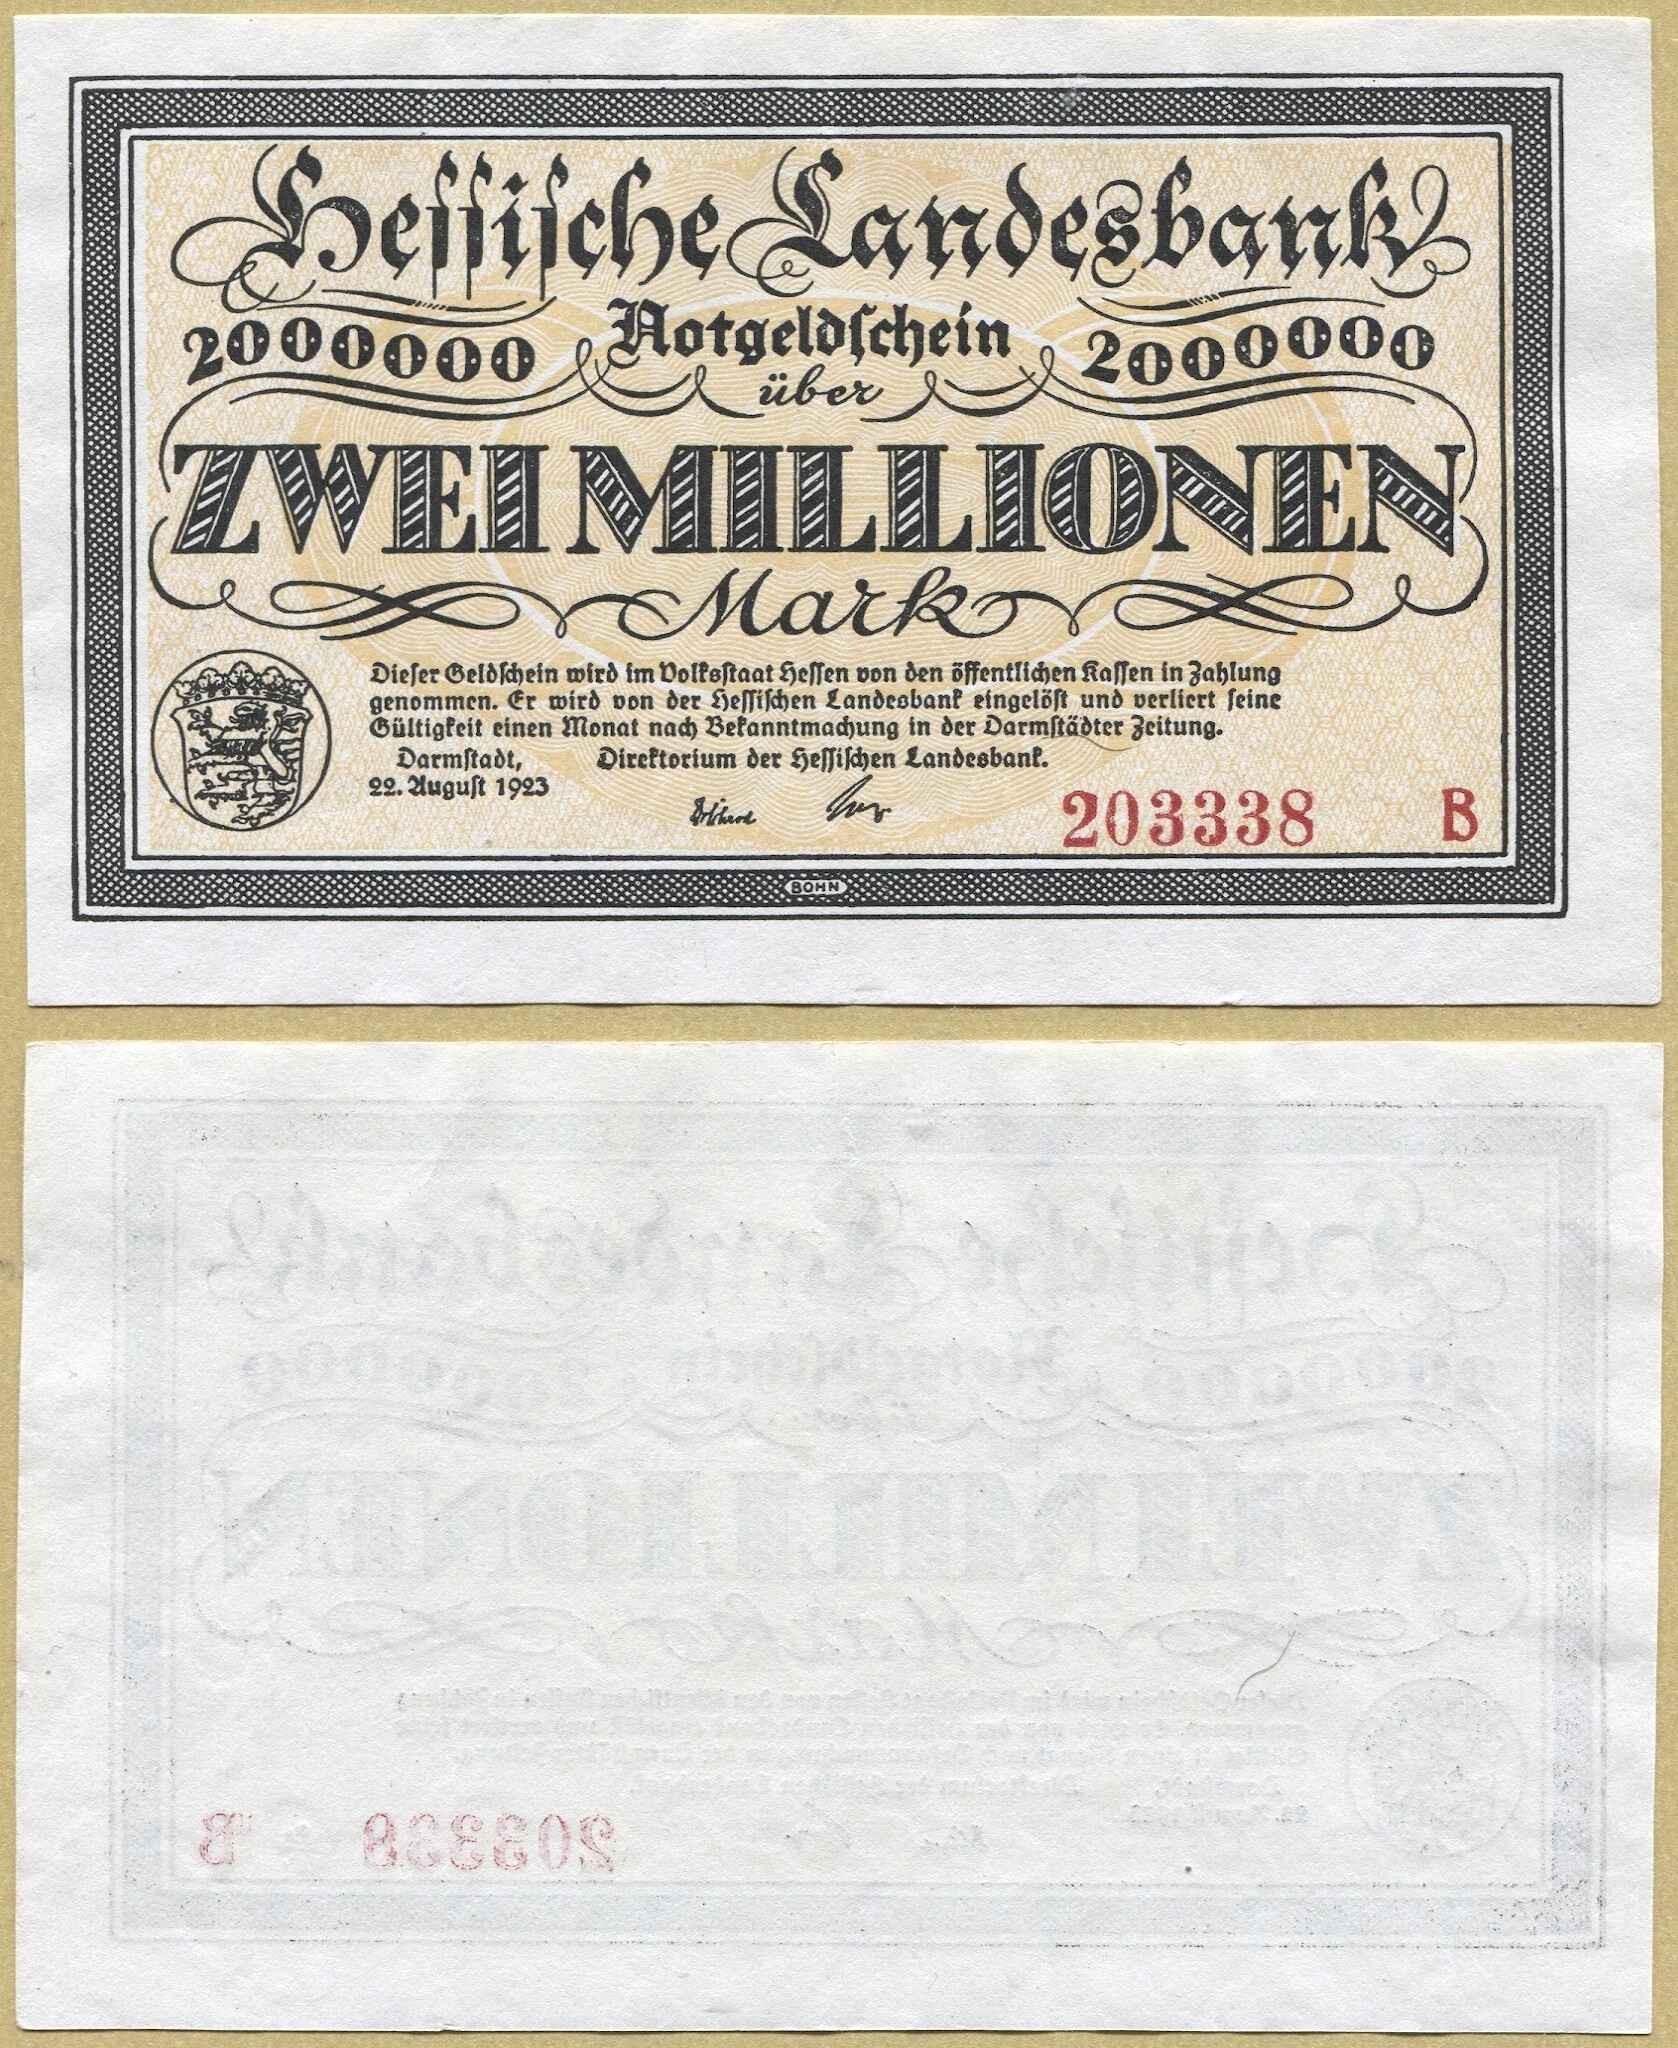 Hessische Landesbank
2000000 Notgeldschein 2000000
über
ZWEI MILLIONEN
Mark
Dieser Geldschein wird im Volksstaat Hessen von den öffentlichen Kassen in Zahlung
genommen. Er wird von der Hessischen Landesbank eingelöst und verliert seine
Gültigkeit einen Monat nach Bekanntmachung in der Darmstädter Zeitung.
Darmstadt, Direktorium der Hessischen Landesbank.
22. August 1923
203338 B
BOHN